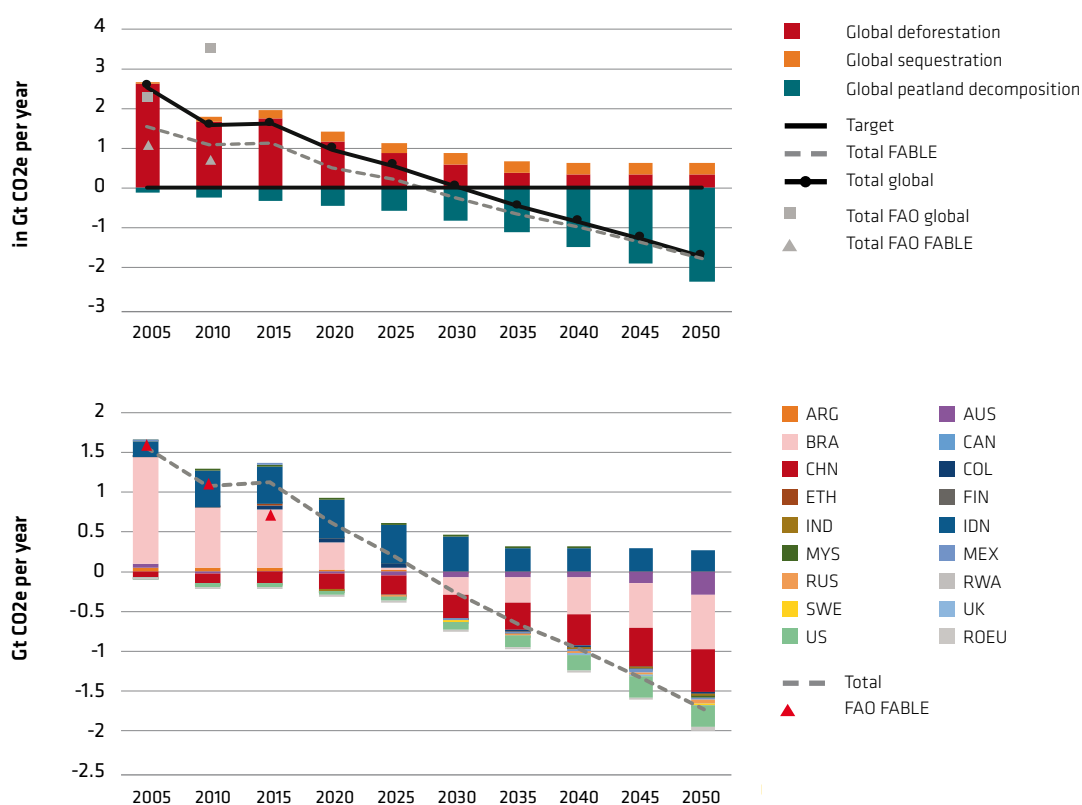 in Gt CO2e per year
4
3
2
1
0
-1
-2
-3
2005 2010 2015 2020 2025 2030 2035 2040 2045 2050
Global deforestation
Global sequestration
Global peatland decomposition
Target
Total FABLE
Total global
Total FAO global
Total FAO FABLE
Gt CO2e per year
2
1.5
1
0.5
0
-0.5
-1
-1.5
-2
-2.5
2005 2010 2015 2020 2025 2030 2035 2040 2045 2050
ARG AUS
BRA CAN
CHN COL
ETH FIN
IND IDN
MYS MEX
RUS RWA
SWE UK
US ROEU
Total
FAO FABLE